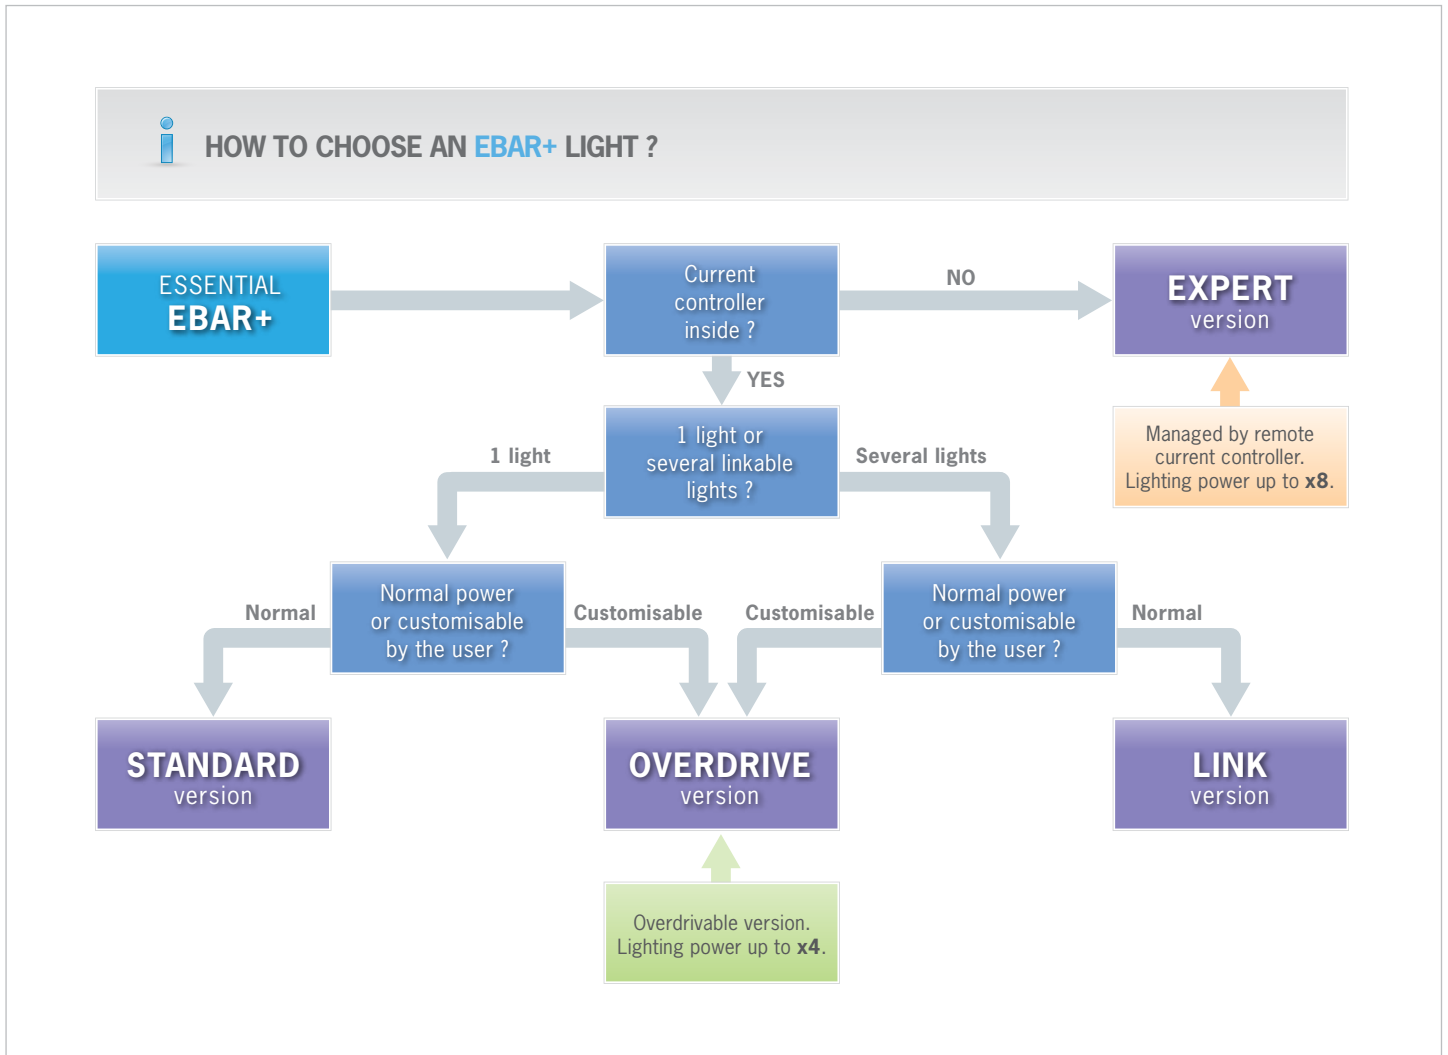 HOW TO CHOOSE AN EBAR+ LIGHT ?
ESSENTIAL
EBAR+
Current
controller
inside ?
NO
EXPERT
version
YES
Managed by remote
current controller.
Lighting power up to x8.
1 light or
several linkable
lights ?
1 light
Several lights
Normal power
or customisable
by the user ?
Normal
Customisable
Normal power
or customisable
by the user ?
Customisable
Normal
STANDARD
version
OVERDRIVE
version
LINK
version
Overdrivable version.
Lighting power up to x4.